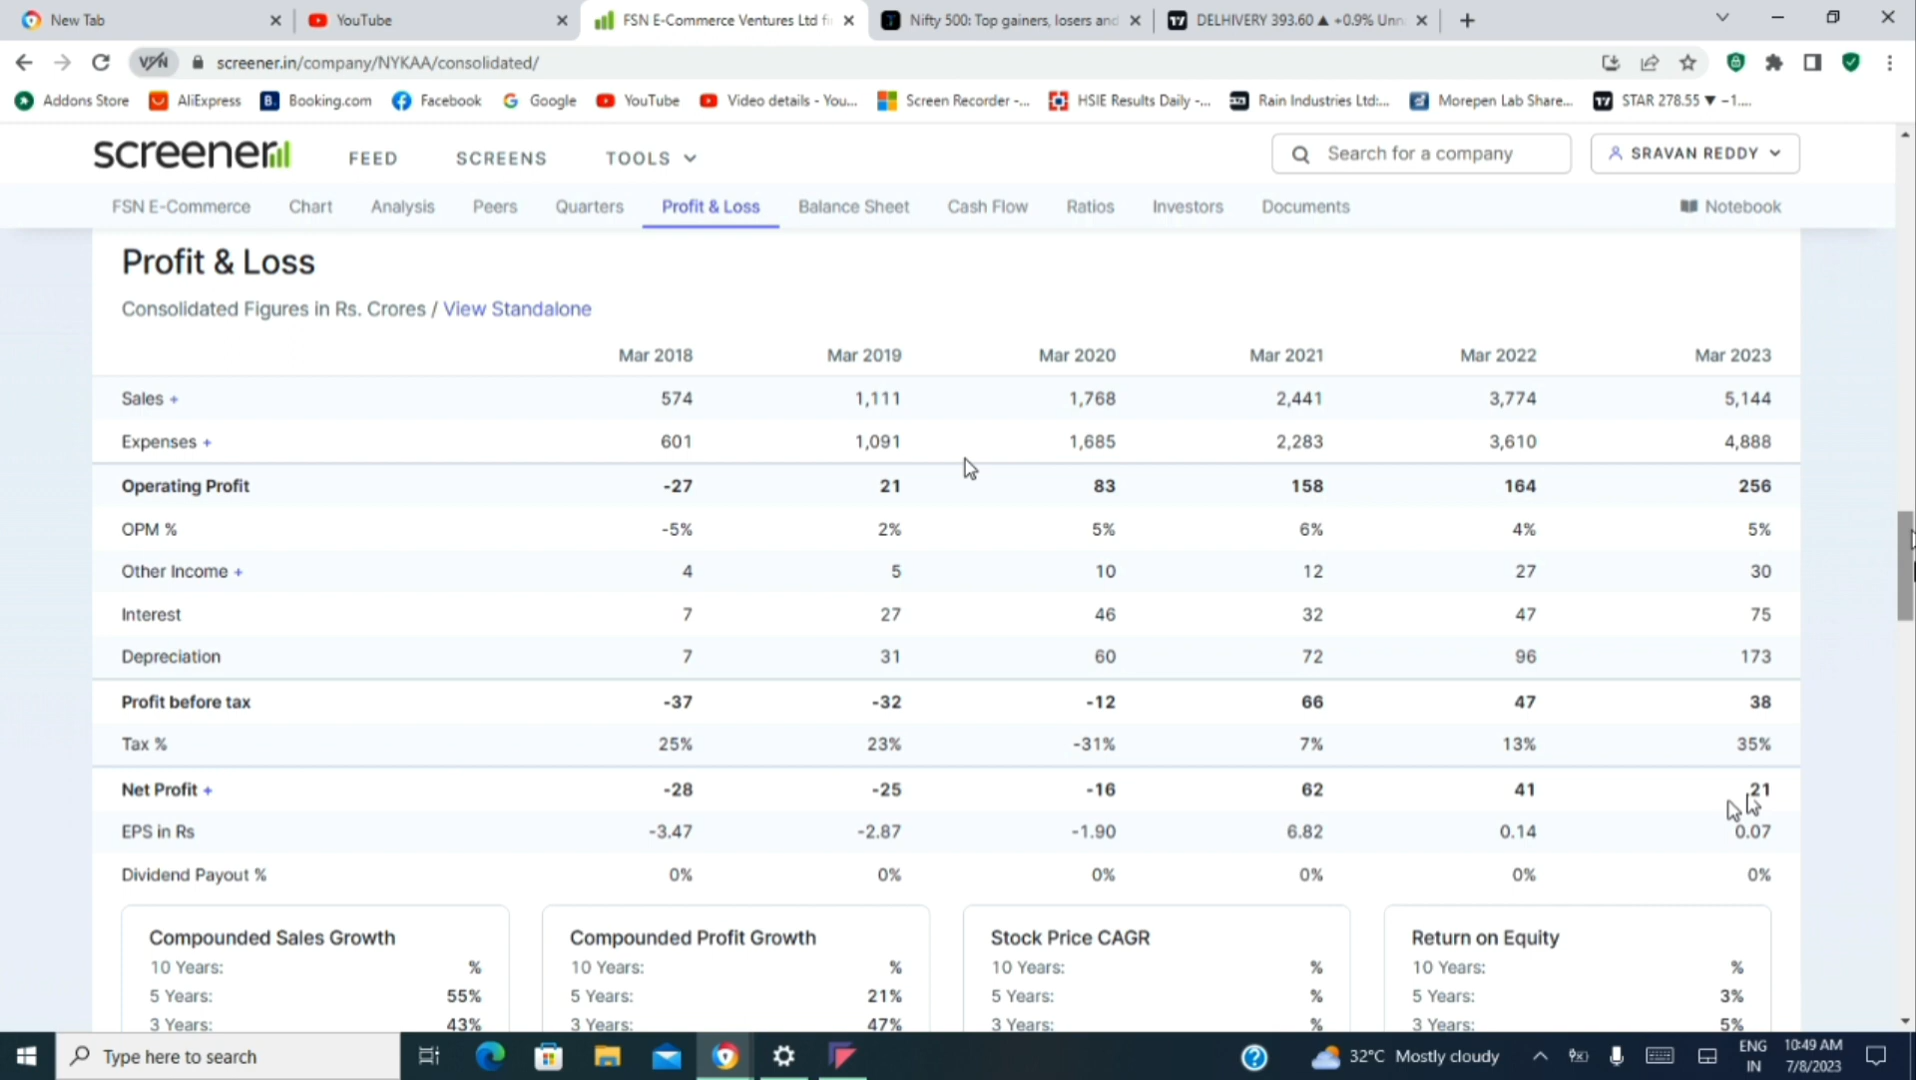 New Tab
YouTube
FSN E-Commerce Ventures Ltd fi
Nifty 500: Top gainers, losers and
DELHIVERY 393.60 ▲ +0.9% Unn
VPN
screener.in/company/NYKAA/consolidated/
Addons Store
AliExpress
Booking.com
Facebook
Google
YouTube
Video details - You...
Screen Recorder -...
HSIE Results Daily -...
Rain Industries Ltd:...
Morepen Lab Share...
STAR 278.55 ▼ −1....
screener
FEED
SCREENS
TOOLS
Search for a company
SRAVAN REDDY
FSN E-Commerce
Chart
Analysis
Peers
Quarters
Profit & Loss
Balance Sheet
Cash Flow
Ratios
Investors
Documents
Notebook
Profit & Loss
Consolidated Figures in Rs. Crores / View Standalone
Mar 2018 Mar 2019 Mar 2020 Mar 2021 Mar 2022 Mar 2023
Sales + 574 1,111 1,768 2,441 3,774 5,144
Expenses + 601 1,091 1,685 2,283 3,610 4,888
Operating Profit -27 21 83 158 164 256
OPM % -5% 2% 5% 6% 4% 5%
Other Income + 4 5 10 12 27 30
Interest 7 27 46 32 47 75
Depreciation 7 31 60 72 96 173
Profit before tax -37 -32 -12 66 47 38
Tax % 25% 23% -31% 7% 13% 35%
Net Profit + -28 -25 -16 62 41 21
EPS in Rs -3.47 -2.87 -1.90 6.82 0.14 0.07
Dividend Payout % 0% 0% 0% 0% 0% 0%
Compounded Sales Growth
10 Years: %
5 Years: 55%
3 Years: 43%
Compounded Profit Growth
10 Years: %
5 Years: 21%
3 Years: 47%
Stock Price CAGR
10 Years: %
5 Years: %
3 Years: %
Return on Equity
10 Years: %
5 Years: 3%
3 Years: 5%
Type here to search
32°C Mostly cloudy
ENG
IN
10:49 AM
7/8/2023